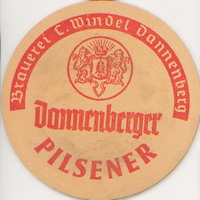 Brauerei C. Windel Dannenberg
Dannenberger
PILSENER